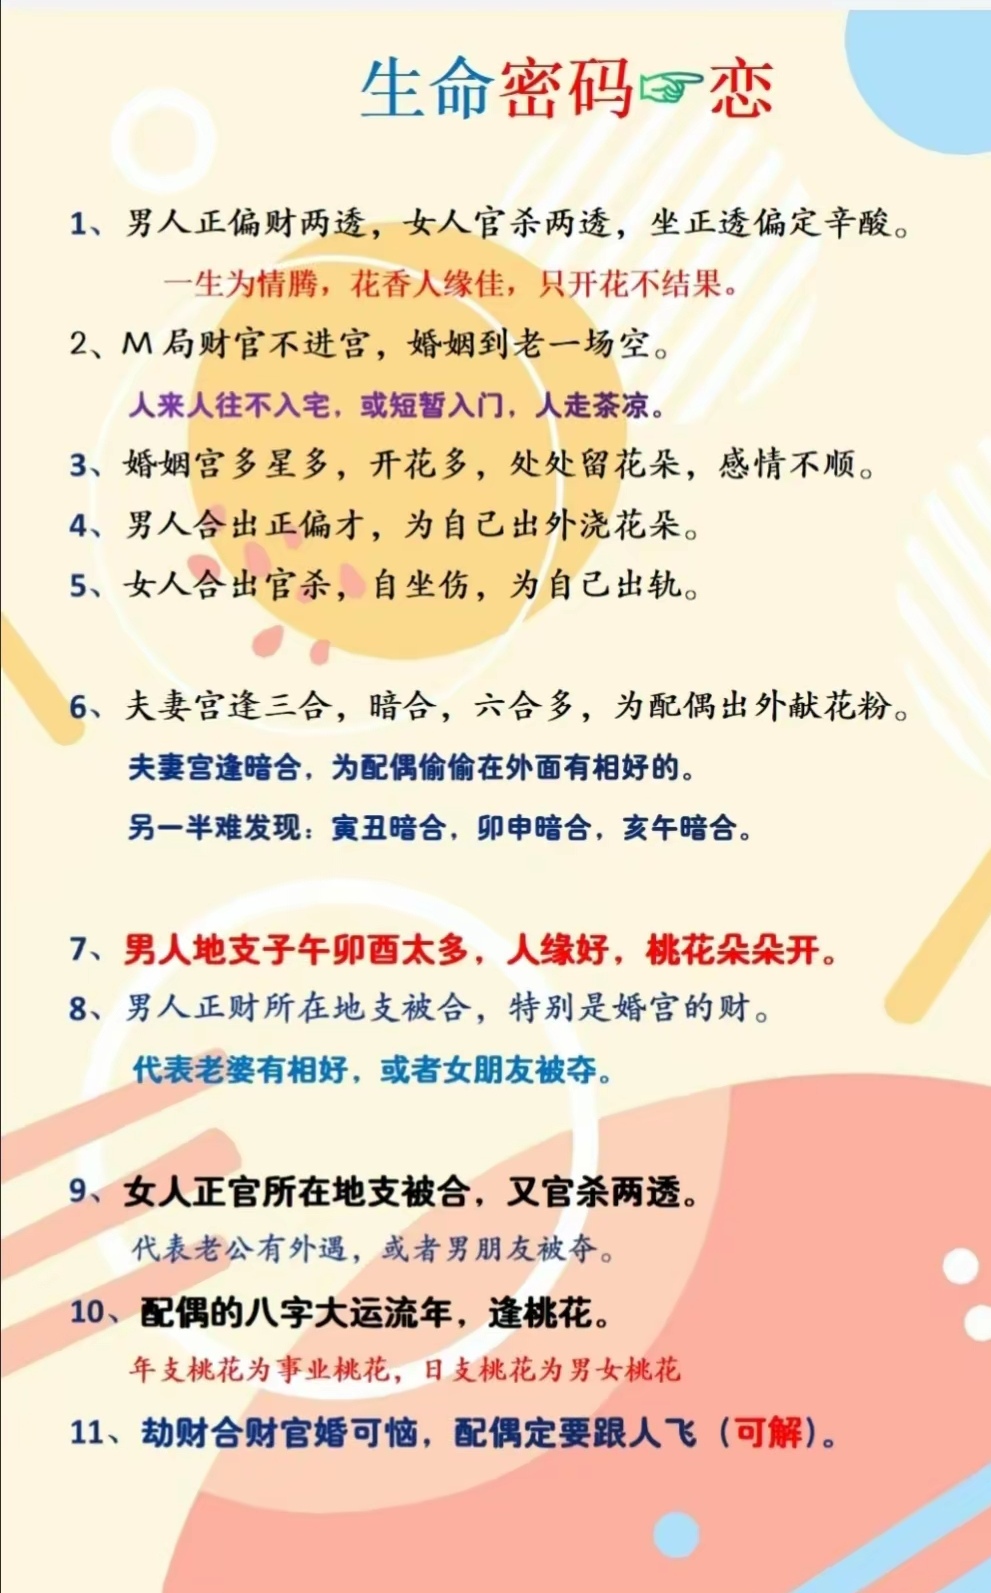 生命密码👉恋
1、男人正偏财两透，女人官杀两透，坐正透偏定辛酸。
一生为情腾，花香人缘佳，只开花不结果。
2、M局财官不进宫，婚姻到老一场空。
人来人往不入宅，或短暂入门，人走茶凉。
3、婚姻宫多星多，开花多，处处留花朵，感情不顺。
4、男人合出正偏才，为自己出外浇花朵。
5、女人合出官杀，自坐伤，为自己出轨。
6、夫妻宫逢三合，暗合，六合多，为配偶出外献花粉。
夫妻宫逢暗合，为配偶偷偷在外面有相好的。
另一半难发现：寅丑暗合，卯申暗合，亥午暗合。
7、男人地支子午卯酉太多，人缘好，桃花朵朵开。
8、男人正财所在地支被合，特别是婚宫的财。
代表老婆有相好，或者女朋友被夺。
9、女人正官所在地支被合，又官杀两透。
代表老公有外遇，或者男朋友被夺。
10、配偶的八字大运流年，逢桃花。
年支桃花为事业桃花，日支桃花为男女桃花
11、劫财合财官婚可恼，配偶定要跟人飞（可解）。